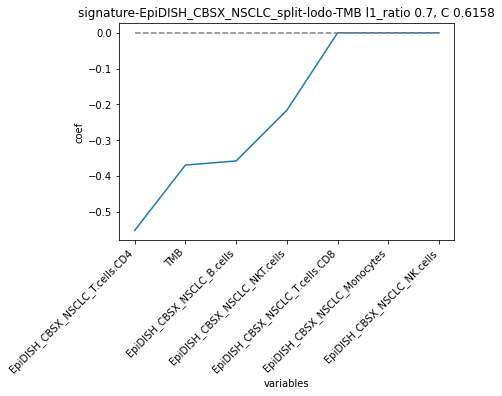 signature-EpiDISH_CBSX_NSCLC_split-lodo-TMB l1_ratio 0.7, C 0.6158
0.0
-0.1
-0.2
-0.3
-0.4
-0.5
coef
EpiDISH_CBSX_NSCLC_T.cells.CD4
TMB
EpiDISH_CBSX_NSCLC_B.cells
EpiDISH_CBSX_NSCLC_NKT.cells
EpiDISH_CBSX_NSCLC_T.cells.CD8
EpiDISH_CBSX_NSCLC_Monocytes
EpiDISH_CBSX_NSCLC_NK.cells
variables